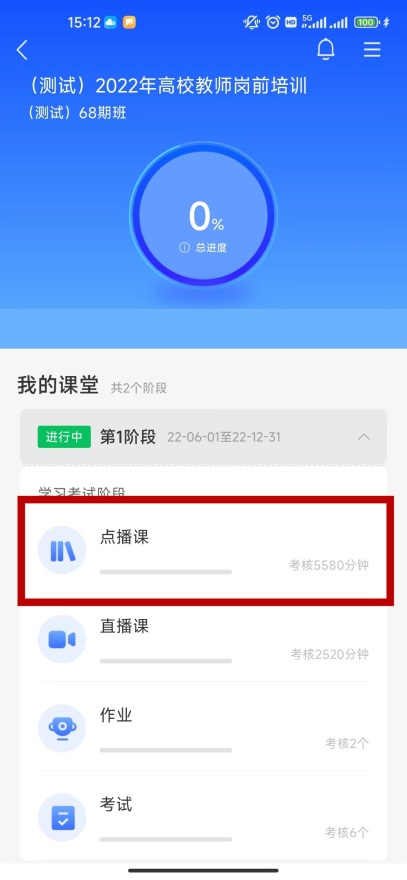 15:12
HD 5G 100
（测试）2022年高校教师岗前培训
（测试）68期班
0%
总进度
我的课堂 共2个阶段
进行中 第1阶段 22-06-01至22-12-31
学习考试阶段
点播课
考核5580分钟
直播课
考核2520分钟
作业
考核2个
考试
考核6个